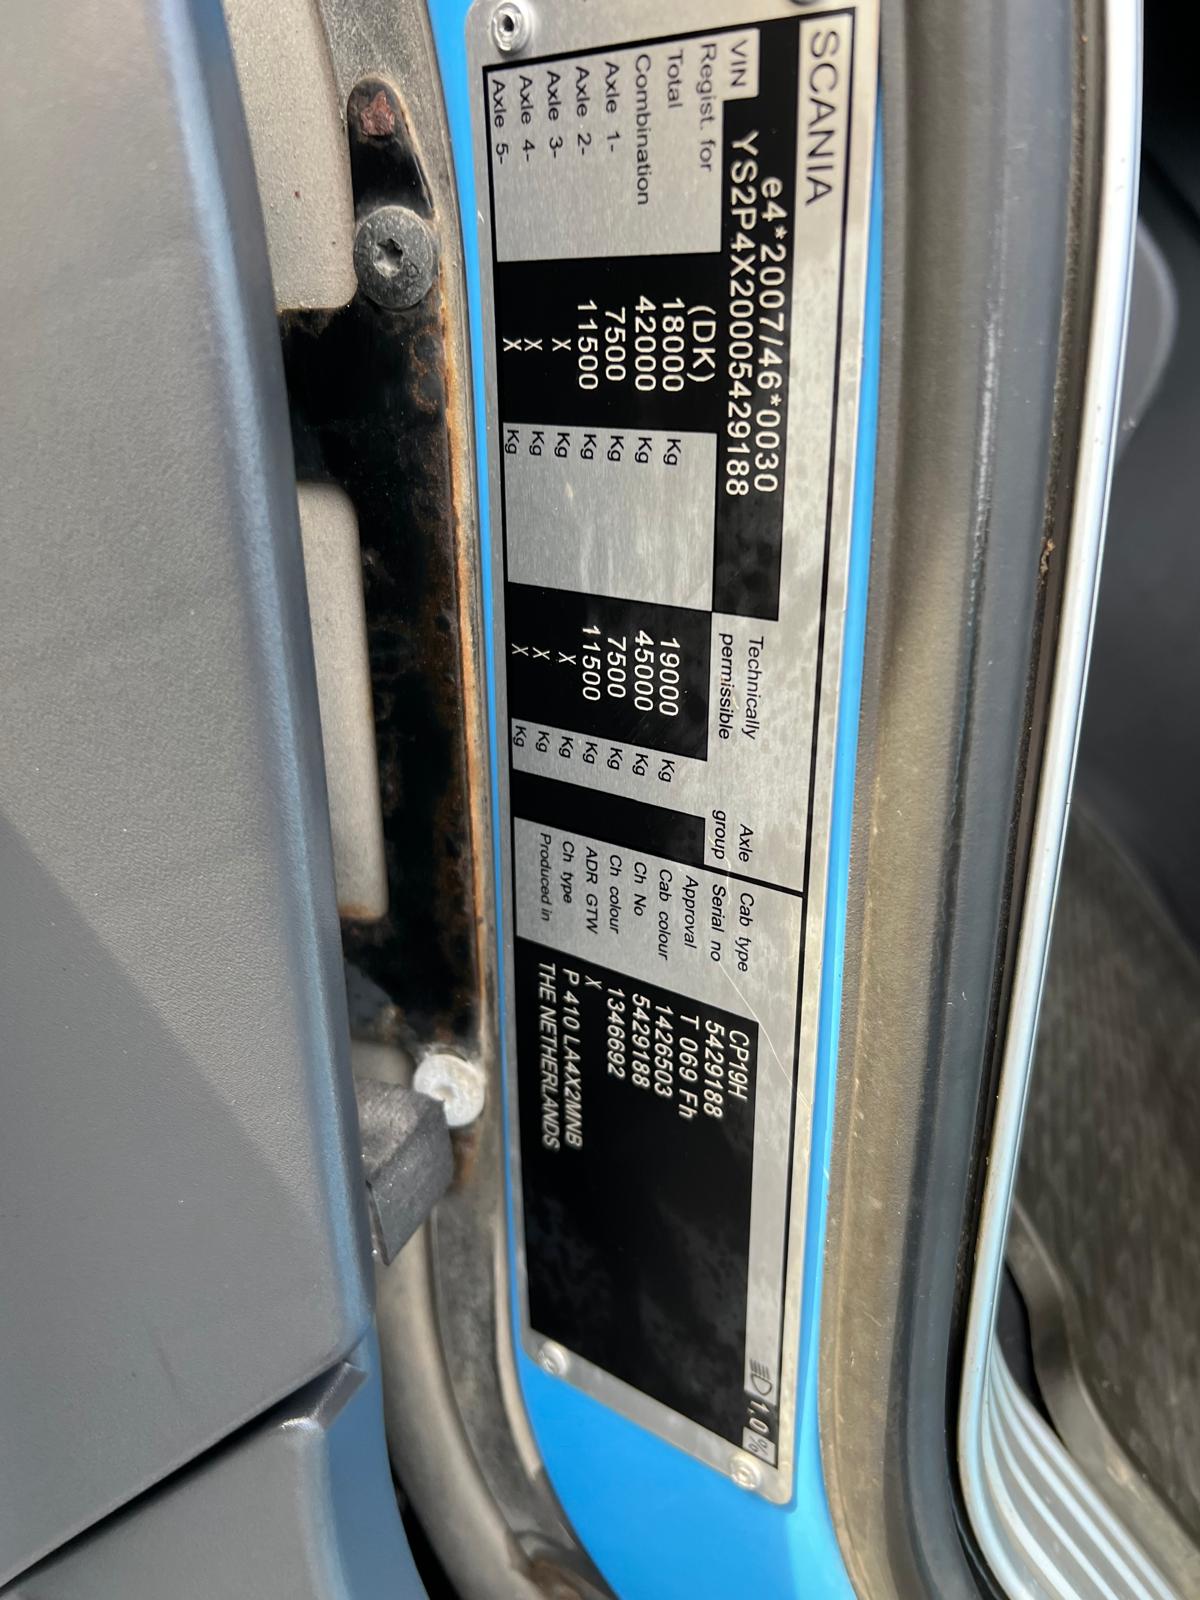 SCANIA
e4*2007/46*0030
VIN YS2P4X20005429188
Technically permissible
Axle group
Regist. for (DK)
Total 18000 Kg 19000 Kg
Combination 42000 Kg 45000 Kg
Axle 1- 7500 Kg 7500 Kg
Axle 2- 11500 Kg 11500 Kg
Axle 3- X Kg X Kg
Axle 4- X Kg X Kg
Axle 5- X Kg X Kg
Cab type CP19H
Serial no 5429188
Approval T 069 Fh
Cab colour 1426503
Ch No 5429188
Ch colour 1346692
ADR GTW X
Ch type P 410 LA4X2MNB
Produced in THE NETHERLANDS
1,0 %